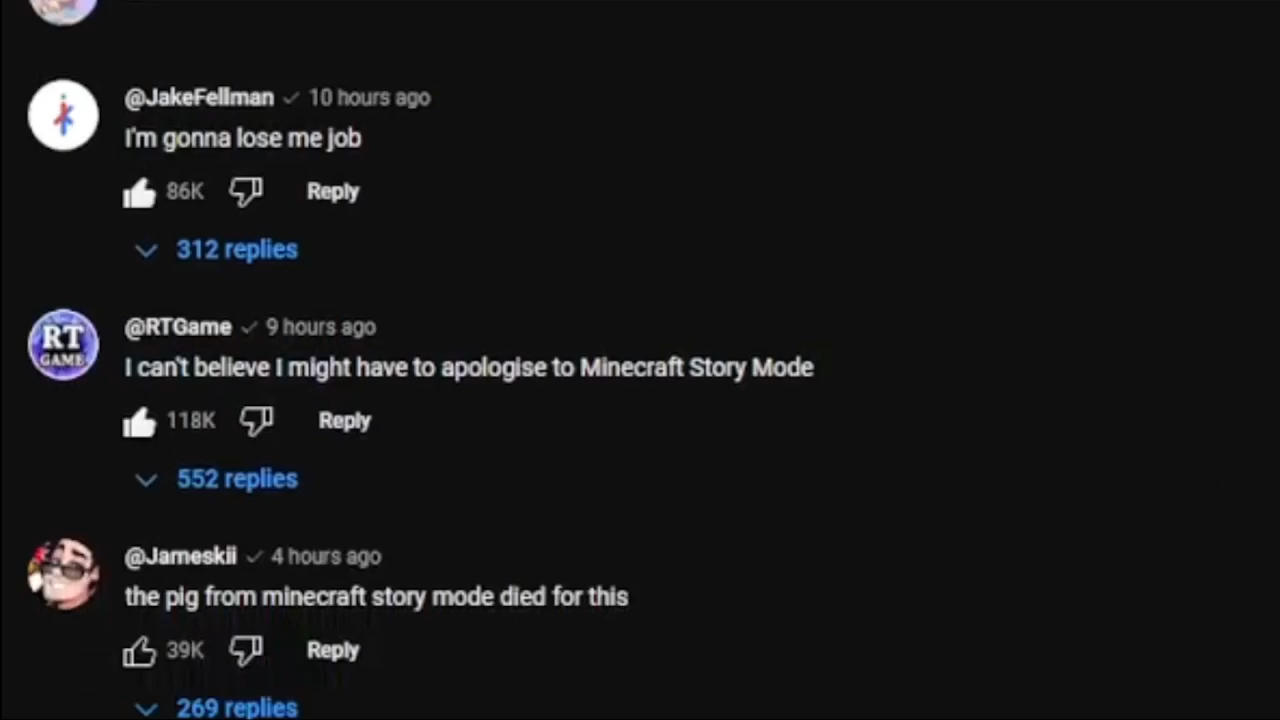 @JakeFellman 10 hours ago
I'm gonna lose me job
86K Reply
312 replies
RT
GAME
@RTGame 9 hours ago
I can't believe I might have to apologise to Minecraft Story Mode
118K Reply
552 replies
@Jameskii 4 hours ago
the pig from minecraft story mode died for this
39K Reply
269 replies